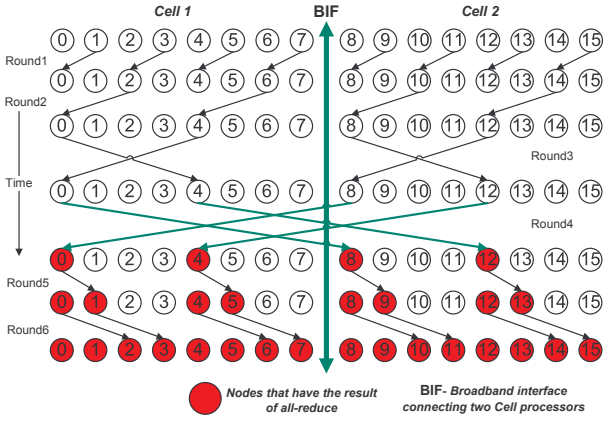 Cell 1 BIF Cell 2
0 1 2 3 4 5 6 7 8 9 10 11 12 13 14 15
Round1
0 1 2 3 4 5 6 7 8 9 10 11 12 13 14 15
Round2
0 1 2 3 4 5 6 7 8 9 10 11 12 13 14 15
Round3
Time
0 1 2 3 4 5 6 7 8 9 10 11 12 13 14 15
Round4
0 1 2 3 4 5 6 7 8 9 10 11 12 13 14 15
Round5
0 1 2 3 4 5 6 7 8 9 10 11 12 13 14 15
Round6
0 1 2 3 4 5 6 7 8 9 10 11 12 13 14 15
Nodes that have the result
of all-reduce
BIF- Broadband interface
connecting two Cell processors